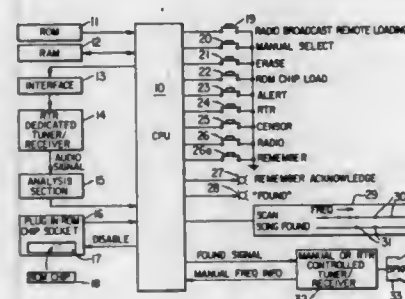 ROM
11
RAM
12
13
INTERFACE
RTR
DEDICATED
TUNER/
RECEIVER
14
AUDIO
SIGNAL
ANALYSIS
SECTION
15
PLUG IN ROM
CHIP SOCKET
16
17
DISABLE
ROM CHIP
18
10
CPU
19
RADIO BROADCAST REMOTE LOADING
20
MANUAL SELECT
21
ERASE
22
ROM CHIP LOAD
23
ALERT
24
RTR
25
CENSOR
26
RADIO
26a
REMEMBER
27
REMEMBER ACKNOWLEDGE
28
"FOUND"
29
FREQ
30
SCAN
SONG FOUND
31
FOUND SIGNAL
MANUAL FREQ INFO
MANUAL OR RTR
CONTROLLED
TUNER/
RECEIVER
32
33